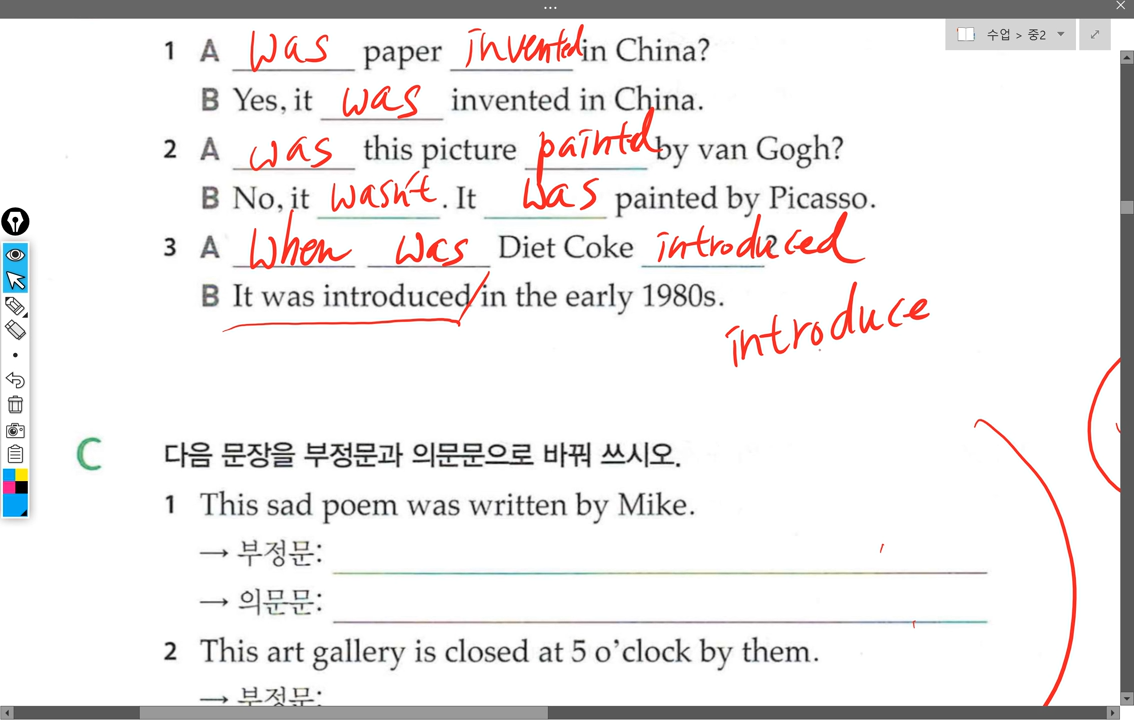 수업 > 중2
1 A Was paper invented in China?
B Yes, it was invented in China.
2 A was this picture painted by van Gogh?
B No, it wasn't. It was painted by Picasso.
3 A When was Diet Coke introduced?
B It was introduced in the early 1980s.
introduce
C 다음 문장을 부정문과 의문문으로 바꿔 쓰시오.
1 This sad poem was written by Mike.
→ 부정문:
→ 의문문:
2 This art gallery is closed at 5 o'clock by them.
→ 부정문: